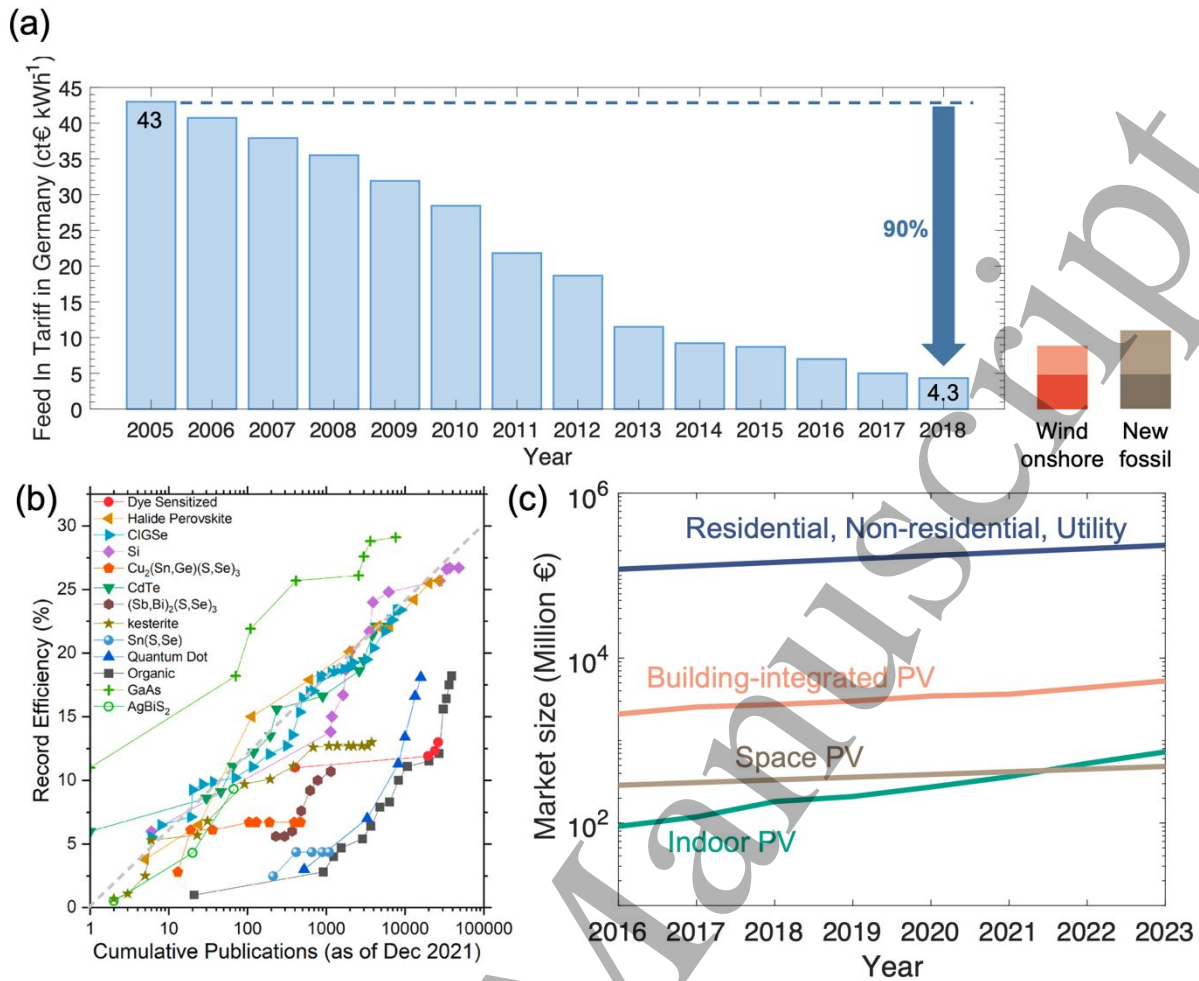 (a)
Feed In Tariff in Germany (ct€ kWh⁻¹)
45
40
35
30
25
20
15
10
5
0
43
90%
4,3
2005 2006 2007 2008 2009 2010 2011 2012 2013 2014 2015 2016 2017 2018
Year
Wind
onshore
New
fossil
(b)
Record Efficiency (%)
30
25
20
15
10
5
0
Dye Sensitized
Halide Perovskite
CIGSe
Si
Cu₂(Sn,Ge)(S,Se)₃
CdTe
(Sb,Bi)₂(S,Se)₃
kesterite
Sn(S,Se)
Quantum Dot
Organic
GaAs
AgBiS₂
1 10 100 1000 10000 100000
Cumulative Publications (as of Dec 2021)
(c)
Market size (Million €)
10⁶
10⁴
10²
Residential, Non-residential, Utility
Building-integrated PV
Space PV
Indoor PV
2016 2017 2018 2019 2020 2021 2022 2023
Year
Manuscript